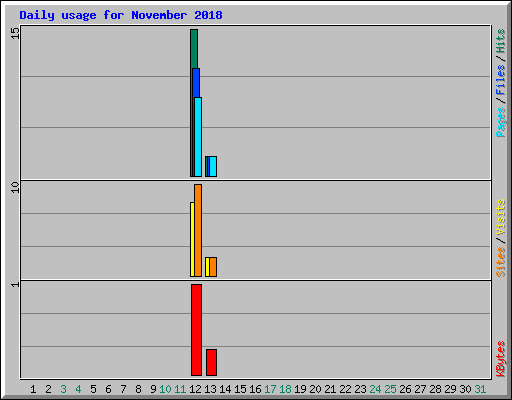 Daily usage for November 2018
15
10
1
Pages / Files / Hits
Sites / Visits
KBytes
1 2 3 4 5 6 7 8 9 10 11 12 13 14 15 16 17 18 19 20 21 22 23 24 25 26 27 28 29 30 31